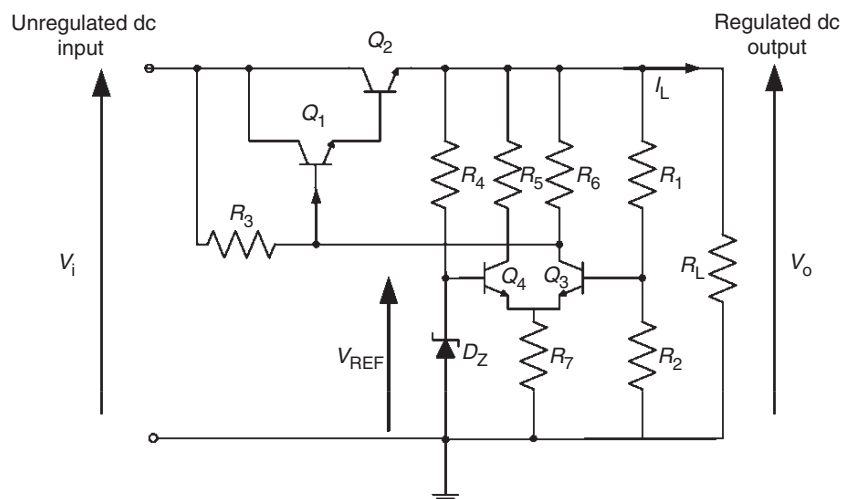 Unregulated dc
input
Regulated dc
output
Q2
IL
Q1
R4
R5
R6
R1
R3
Vi
Q4
Q3
RL
Vo
VREF
DZ
R7
R2